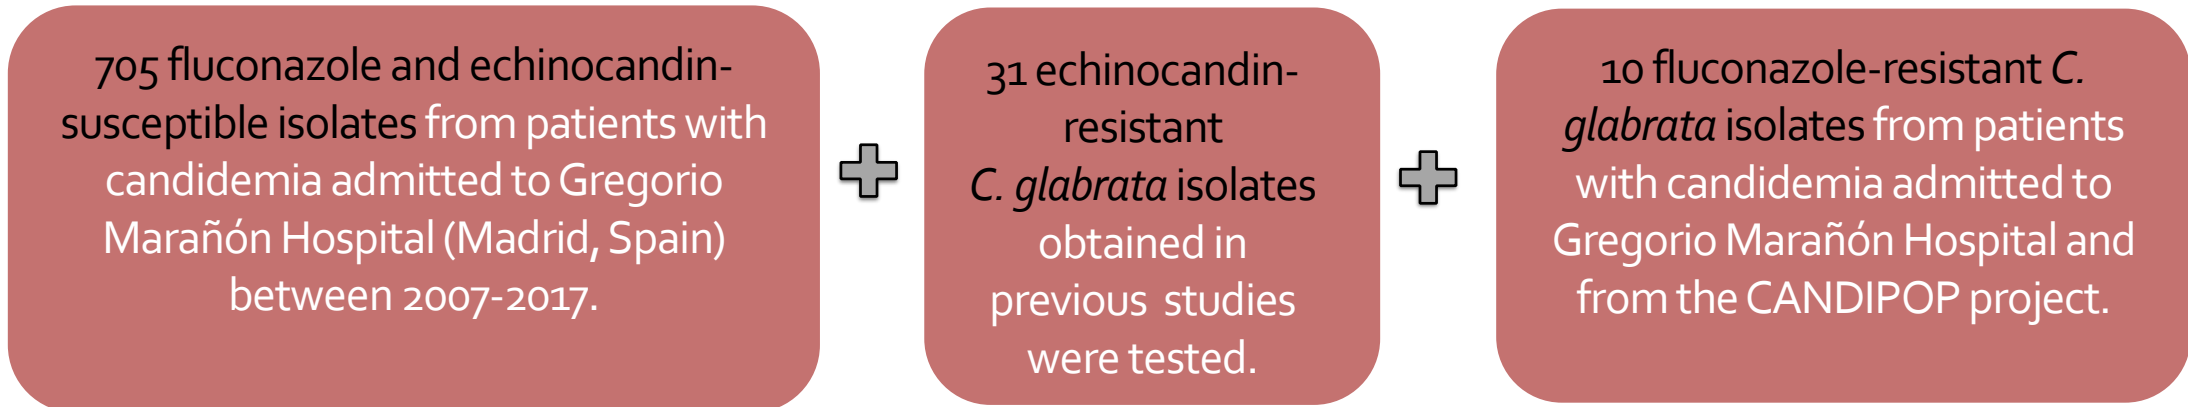 705 fluconazole and echinocandin-
susceptible isolates from patients with
candidemia admitted to Gregorio
Marañón Hospital (Madrid, Spain)
between 2007-2017.
31 echinocandin-
resistant
C. glabrata isolates
obtained in
previous studies
were tested.
10 fluconazole-resistant C.
glabrata isolates from patients
with candidemia admitted to
Gregorio Marañón Hospital and
from the CANDIPOP project.